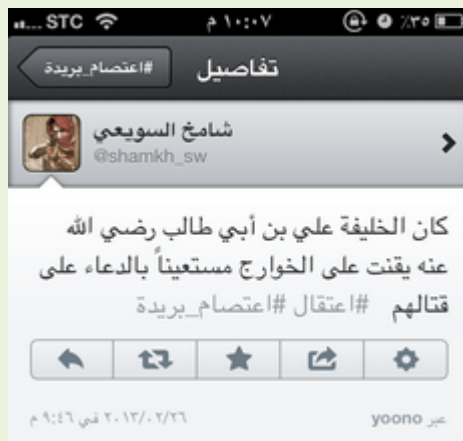 STC ١٠:٠٧ م ٪٣٥
#اعتصام_بريدة تفاصيل
شامخ السويعي
@shamkh_sw
كان الخليفة علي بن أبي طالب رضي الله
عنه يقنت على الخوارج مستعيناً بالدعاء على
قتالهم #اعتقال #اعتصام_بريدة
٢٠١٣/٠٢/٢٦ في ٩:٤٦ م عبر yoono